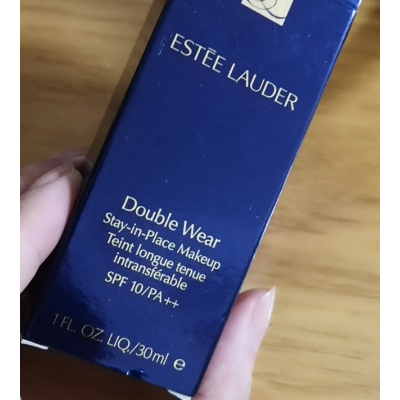 ESTĒE LAUDER
Double Wear
Stay-in-Place Makeup
Teint longue tenue
intransférable
SPF 10/PA++
1 FL. OZ. LIQ./30ml e